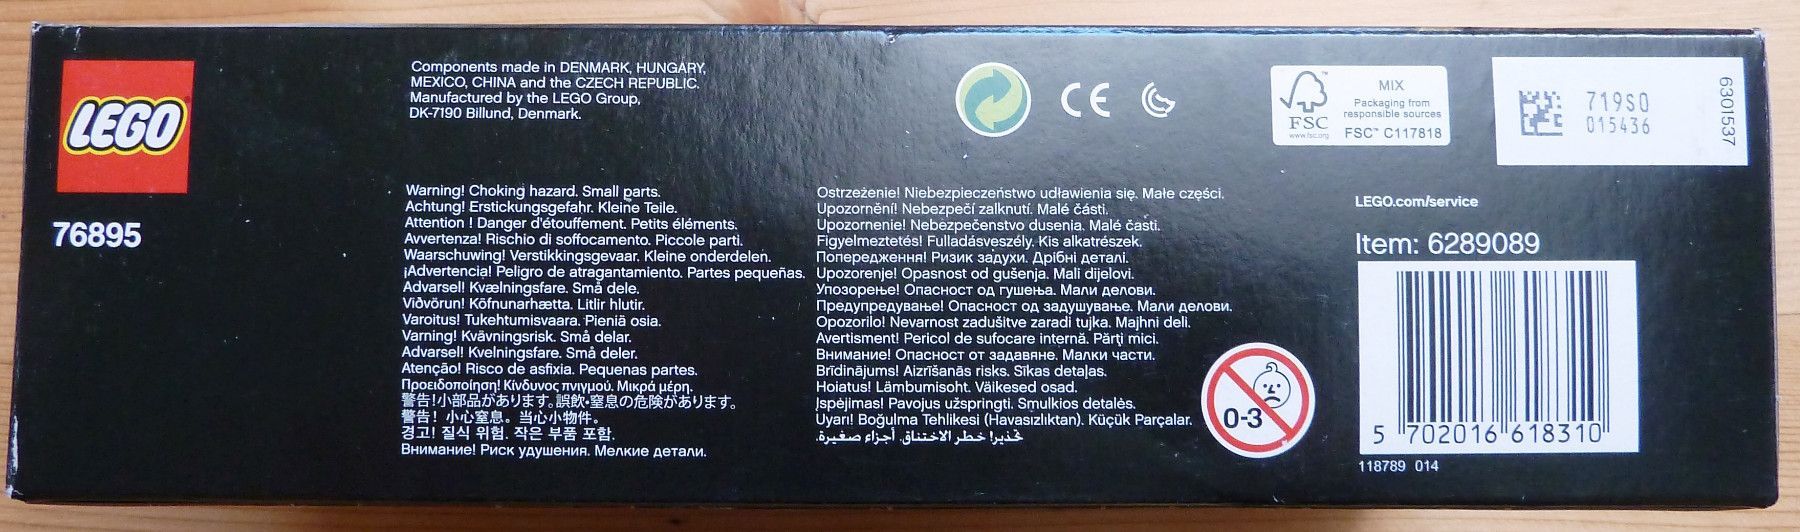 LEGO
76895
Components made in DENMARK, HUNGARY,
MEXICO, CHINA and the CZECH REPUBLIC.
Manufactured by the LEGO Group,
DK-7190 Billund, Denmark.
Warning! Choking hazard. Small parts.
Achtung! Erstickungsgefahr. Kleine Teile.
Attention ! Danger d'étouffement. Petits éléments.
Avvertenza! Rischio di soffocamento. Piccole parti.
Waarschuwing! Verstikkingsgevaar. Kleine onderdelen.
¡Advertencia! Peligro de atragantamiento. Partes pequeñas.
Advarsel! Kvælningsfare. Små dele.
Viðvörun! Köfnunarhætta. Litlir hlutir.
Varoitus! Tukehtumisvaara. Pieniä osia.
Varning! Kvävningsrisk. Små delar.
Advarsel! Kvelningsfare. Små deler.
Atenção! Risco de asfixia. Pequenas partes.
Προειδοποίηση! Κίνδυνος πνιγμού. Μικρά μέρη.
警告!小部品があります。誤飲・窒息の危険があります。
警告! 小心窒息。当心小物件。
경고! 질식 위험. 작은 부품 포함.
Внимание! Риск удушения. Мелкие детали.
Ostrzeżenie! Niebezpieczeństwo udławienia się. Małe części.
Upozornění! Nebezpečí zalknutí. Malé části.
Upozornenie! Nebezpečenstvo dusenia. Malé časti.
Figyelmeztetés! Fulladásveszély. Kis alkatrészek.
Попередження! Ризик задухи. Дрібні деталі.
Upozorenje! Opasnost od gušenja. Mali dijelovi.
Упозорење! Опасност од гушења. Мали делови.
Предупредување! Опасност од задушување. Мали делови.
Opozorilo! Nevarnost zadušitve zaradi tujka. Majhni deli.
Avertisment! Pericol de sufocare internă. Părţi mici.
Внимание! Опасност от задавяне. Малки части.
Brīdinājums! Aizrīšanās risks. Sīkas detaļas.
Hoiatus! Lämbumisoht. Väikesed osad.
Įspėjimas! Pavojus užspringti. Smulkios detalės.
Uyarı! Boğulma Tehlikesi (Havasızlıktan). Küçük Parçalar.
تحذير! خطر الاختناق. أجزاء صغيرة.
0-3
CE
FSC
www.fsc.org
MIX
Packaging from
responsible sources
FSC™ C117818
719S0
015436
6301537
LEGO.com/service
Item: 6289089
5 702016 618310
118789 014